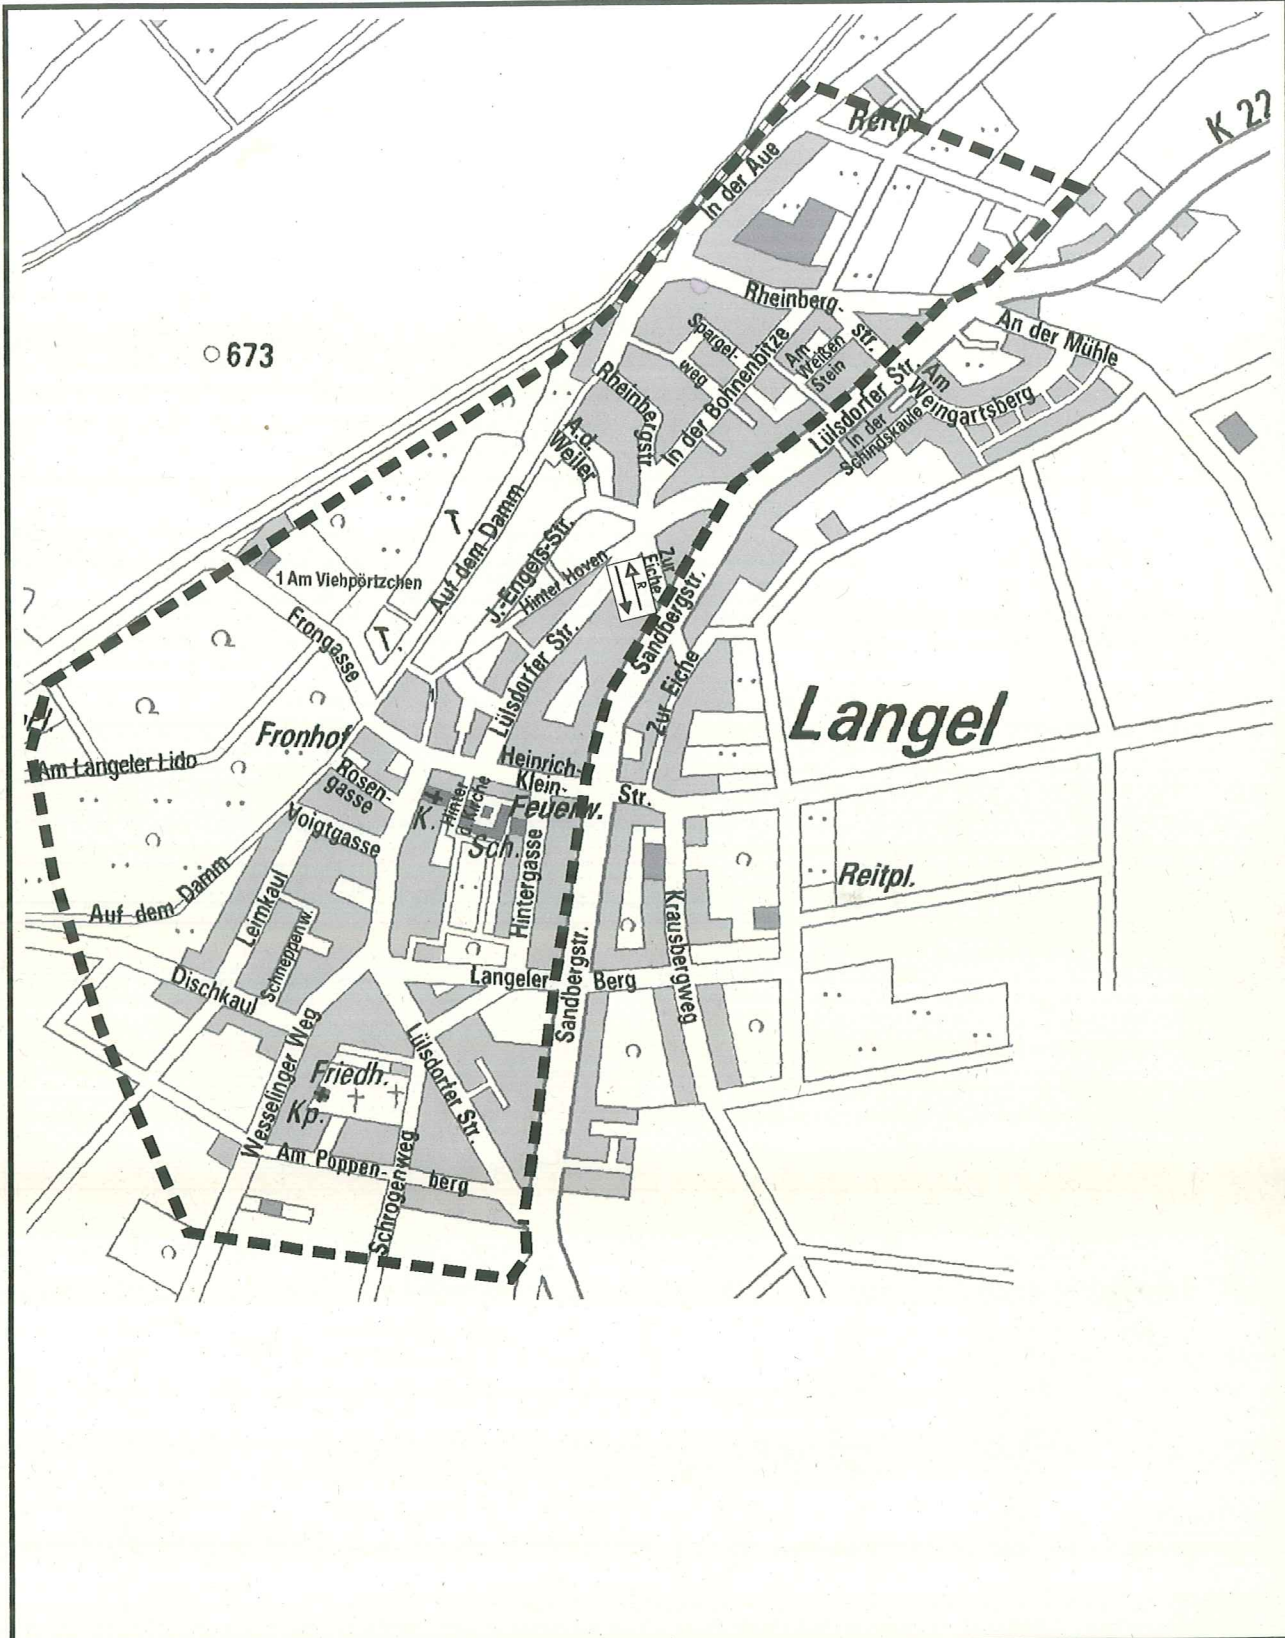 Reitpl.
K 22
In der Aue
Rheinberg-
str.
An der Mühle
673
Spargel-
weg
In der Bohnenbitze
Am
Weißen
Stein
Am
Weingartsberg
Rheinbergstr.
Lülsdorfer Str.
In der
Schindskaule
A.d.
Weiler
Auf dem Damm
J.-Engels-Str.
Hinter Hoven
Zur
Eiche
R
1 Am Viehpörtzchen
Frongasse
Lülsdorfer Str.
Sandbergstr.
Zur Eiche
Langel
Fronhof
Am Langeler Lido
Rosen-
gasse
Heinrich-
Klein-
Str.
Hinter
d. Kirche
Feuerw.
K.
Sch.
Voigtgasse
Hintergasse
Reitpl.
Auf dem Damm
Leimkaul
Schneppenw.
Krausbergweg
Dischkaul
Langeler
Berg
Sandbergstr.
Wesselinger Weg
Lülsdorfer Str.
Friedh.
Kp.
Am Poppen-
berg
Schrogenweg